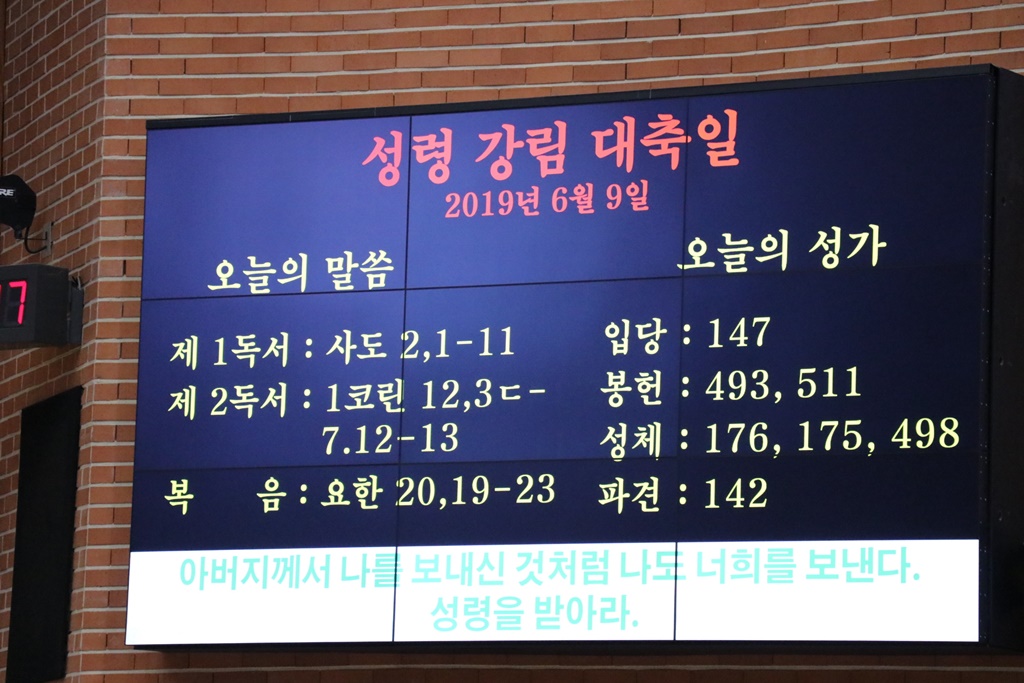 성령 강림 대축일
2019년 6월 9일
오늘의 말씀
제 1독서 : 사도 2,1-11
제 2독서 : 1코린 12,3ㄷ-
7.12-13
복 음 : 요한 20,19-23
오늘의 성가
입당 : 147
봉헌 : 493, 511
성체 : 176, 175, 498
파견 : 142
아버지께서 나를 보내신 것처럼 나도 너희를 보낸다.
성령을 받아라.
7